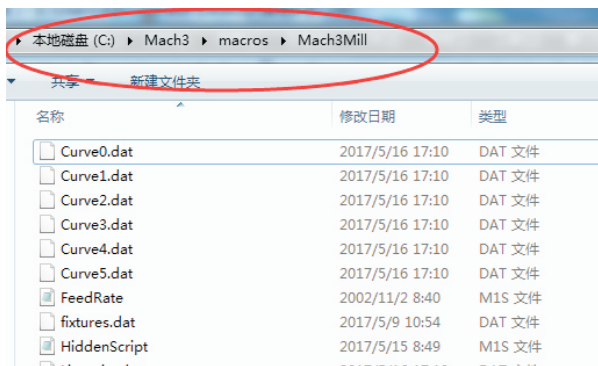 本地磁盘 (C:) ▸ Mach3 ▸ macros ▸ Mach3Mill
共享 新建文件夹
名称 修改日期 类型
Curve0.dat 2017/5/16 17:10 DAT 文件
Curve1.dat 2017/5/16 17:10 DAT 文件
Curve2.dat 2017/5/16 17:10 DAT 文件
Curve3.dat 2017/5/16 17:10 DAT 文件
Curve4.dat 2017/5/16 17:10 DAT 文件
Curve5.dat 2017/5/16 17:10 DAT 文件
FeedRate 2002/11/2 8:40 M1S 文件
fixtures.dat 2017/5/9 10:54 DAT 文件
HiddenScript 2017/5/15 8:49 M1S 文件